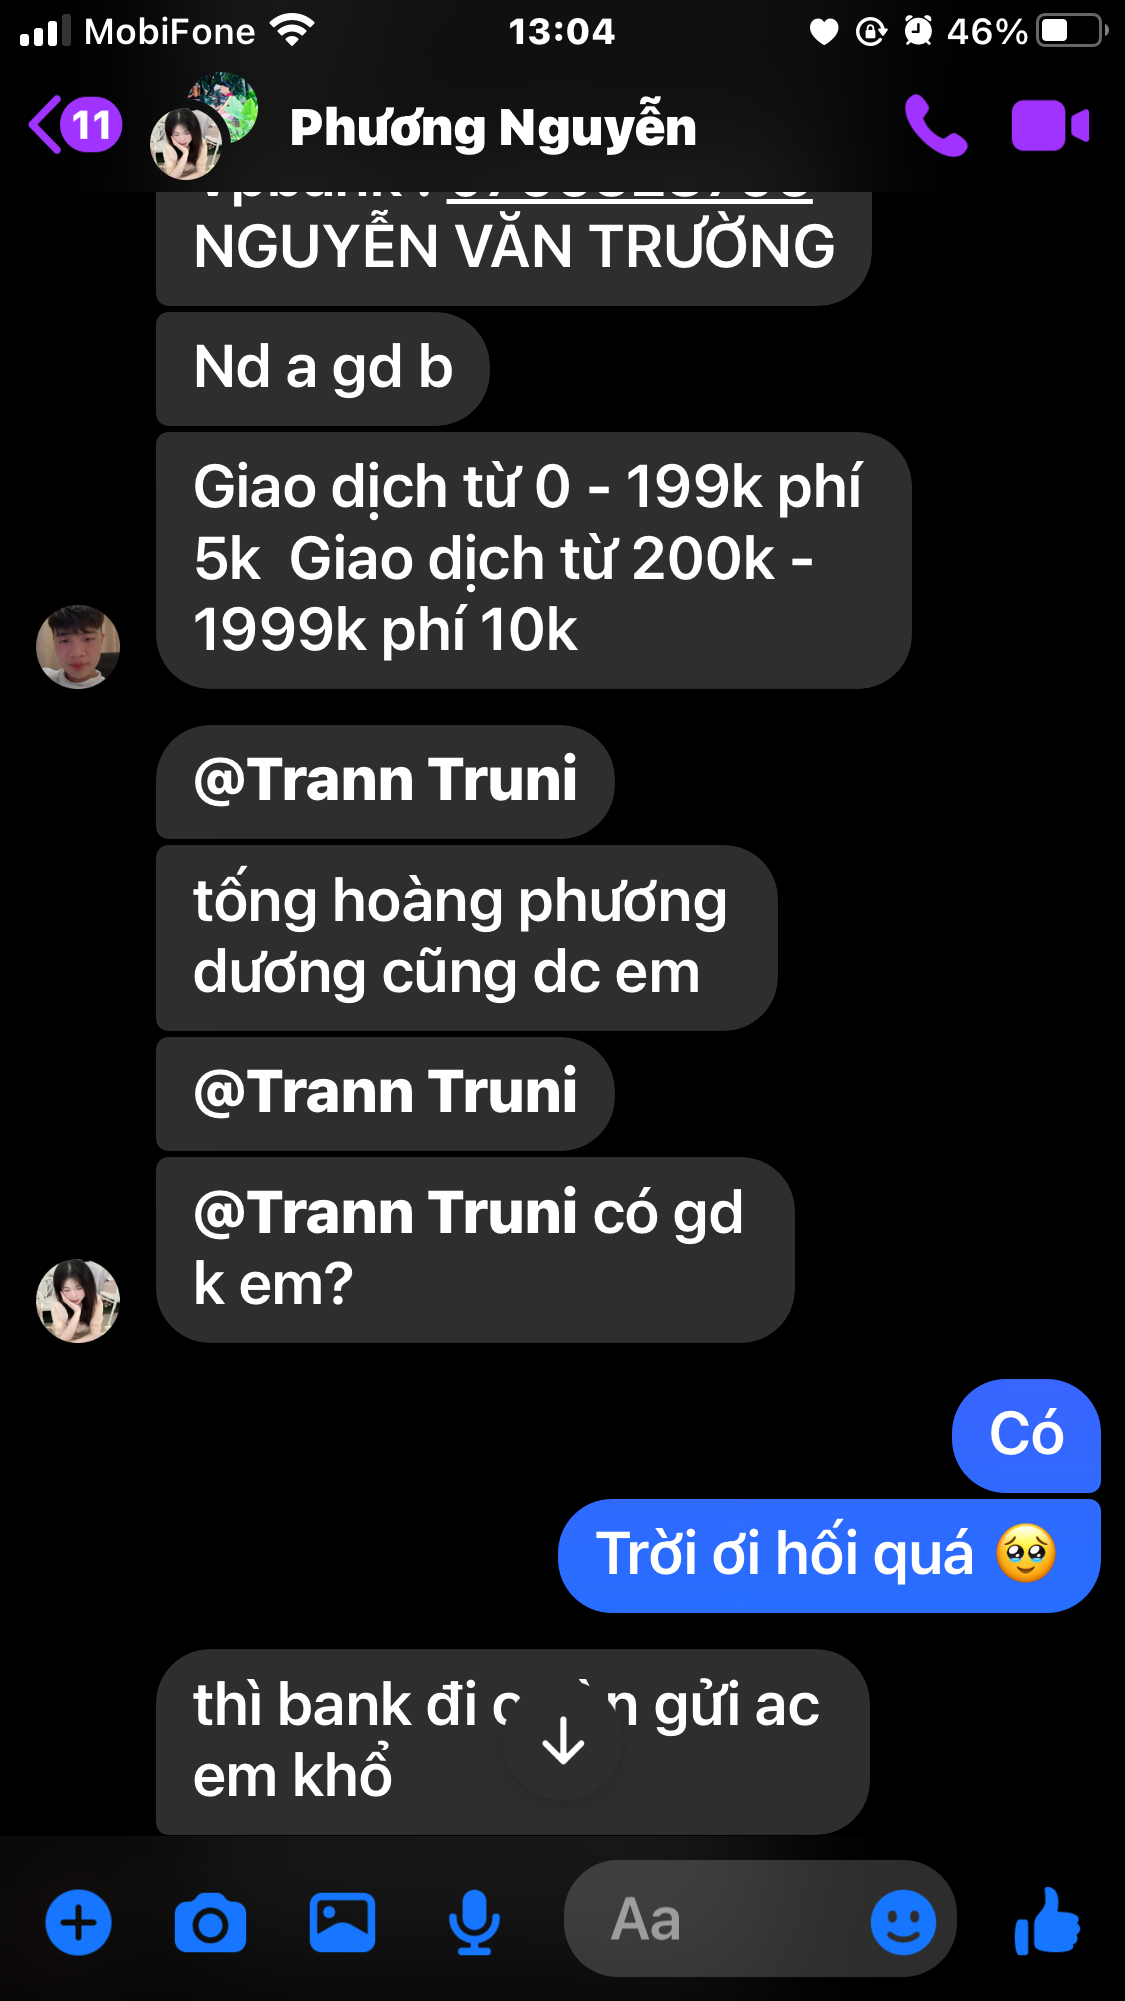 MobiFone
13:04
46%
11
Phương Nguyễn
NGUYỄN VĂN TRƯỜNG
Nd a gd b
Giao dịch từ 0 - 199k phí
5k  Giao dịch từ 200k -
1999k phí 10k
@Trann Truni
tống hoàng phương
dương cũng dc em
@Trann Truni
@Trann Truni có gd
k em?
Có
Trời ơi hối quá 🥹
thì bank đi gửi ac
em khổ
Aa